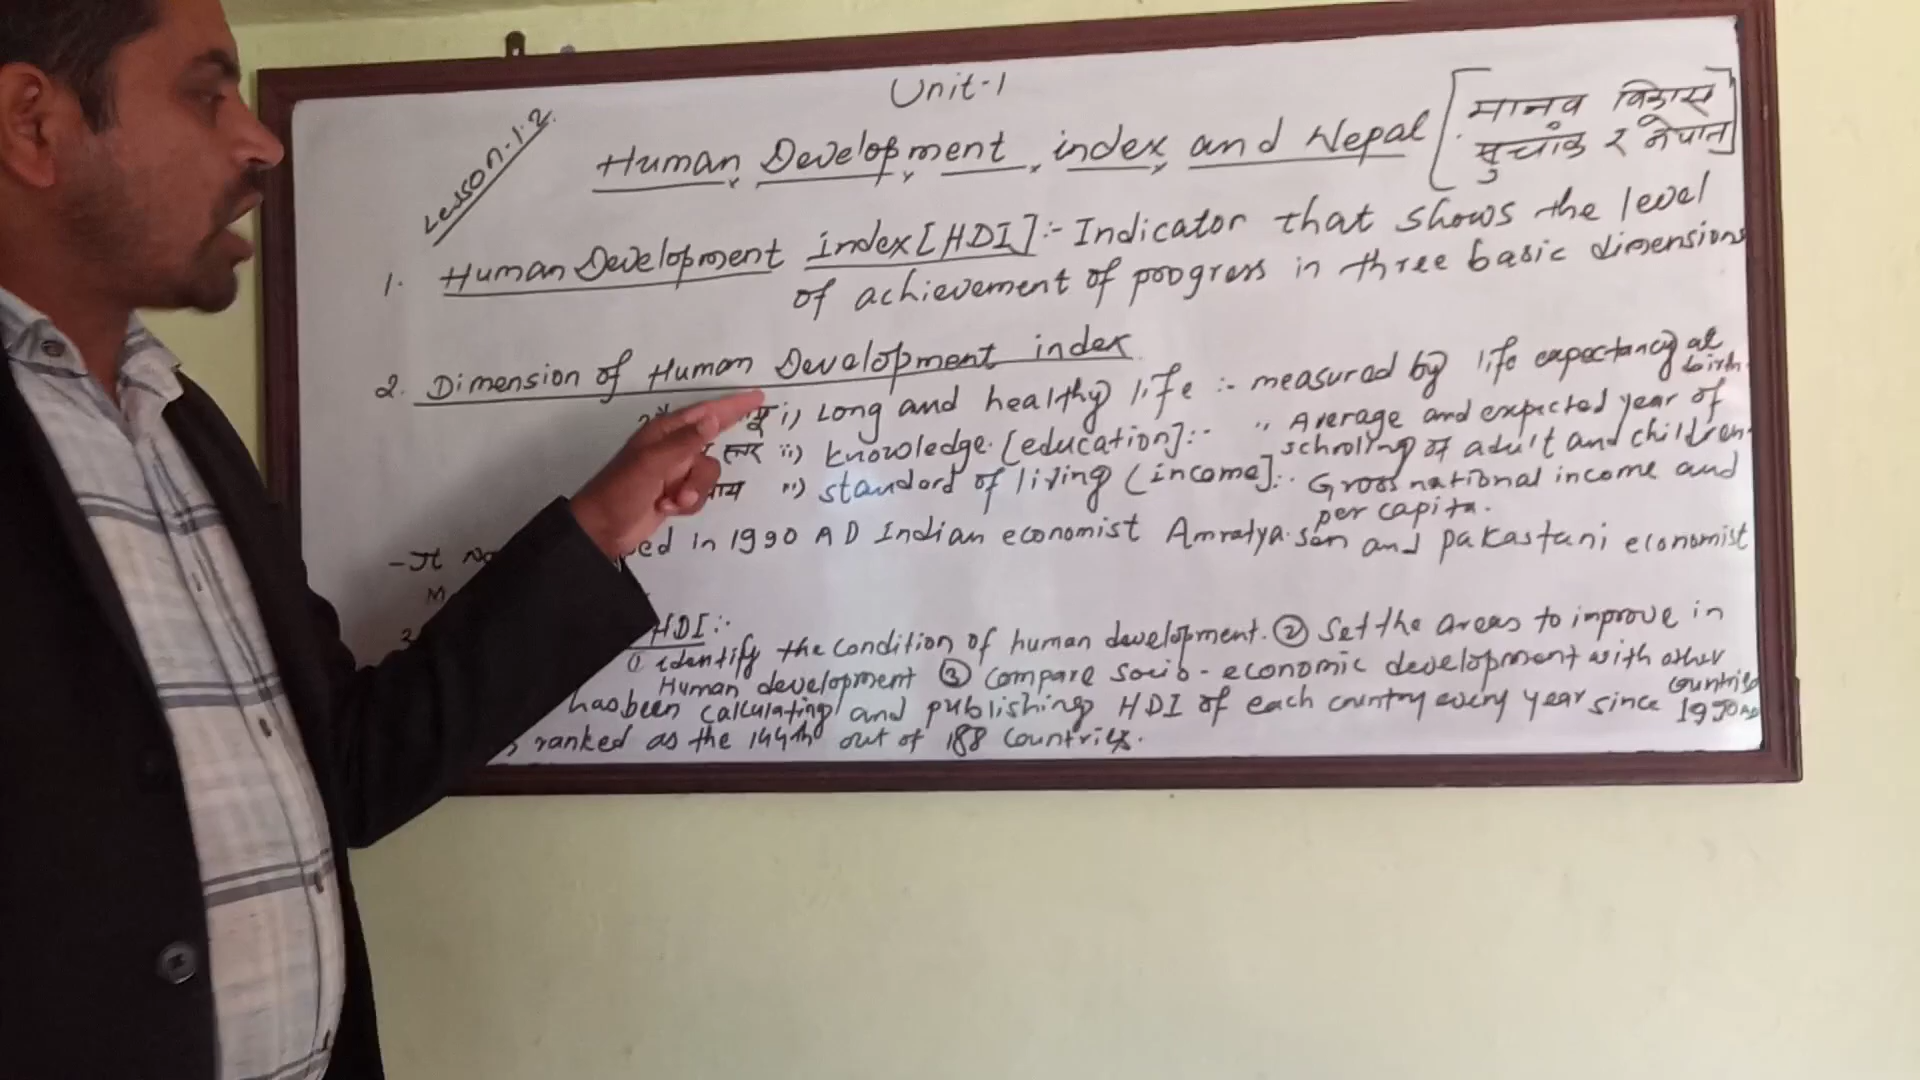 Unit-1
Lesson-1.2
Human Development index and Nepal [मानव विकास
सुचांक र नेपाल]
1. Human Development index [HDI]:- Indicator that shows the level
of achievement of progress in three basic dimensions
2. Dimension of Human Development index
i) Long and healthy life :- measured by life expectancy at
birth
ii) knowledge [education]:- " Average and expected year of
schrolling of adult and children
"') standard of living (income]:- Gross national income and
per capita.
-It in 1990 AD Indian economist Amratya sen and pakastani economist
HDI:-
① identify the condition of human development. ② Set the areas to improve in
Human development ③ compare socio-economic development with other
countries
has been calculating and publishing HDI of each country every year since 1990 AD
ranked as the 144th out of 188 countries.